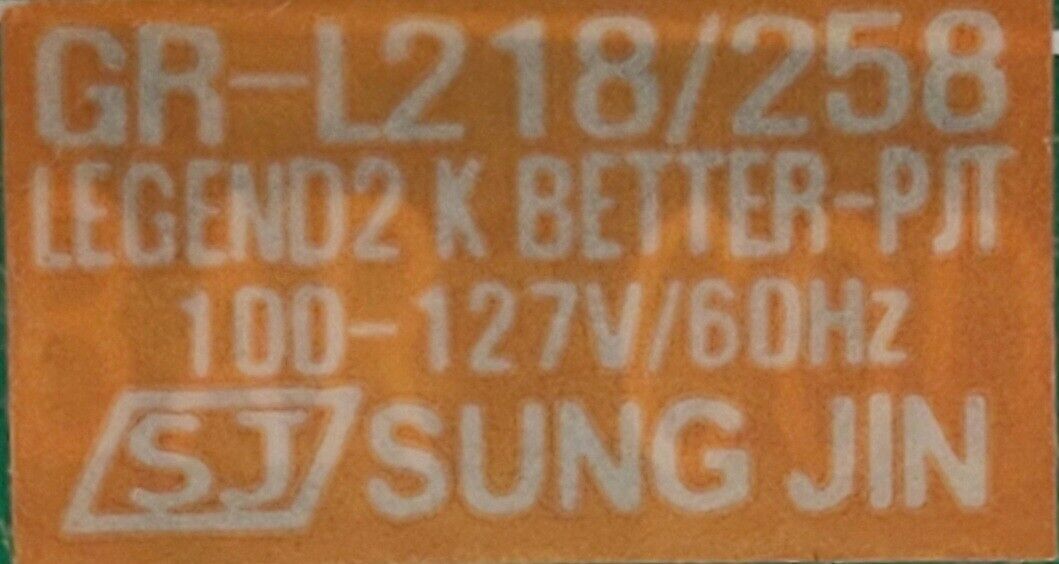 GR-L218/258
LEGEND2 K BETTER-PJT
100-127V/60Hz
SJ SUNG JIN